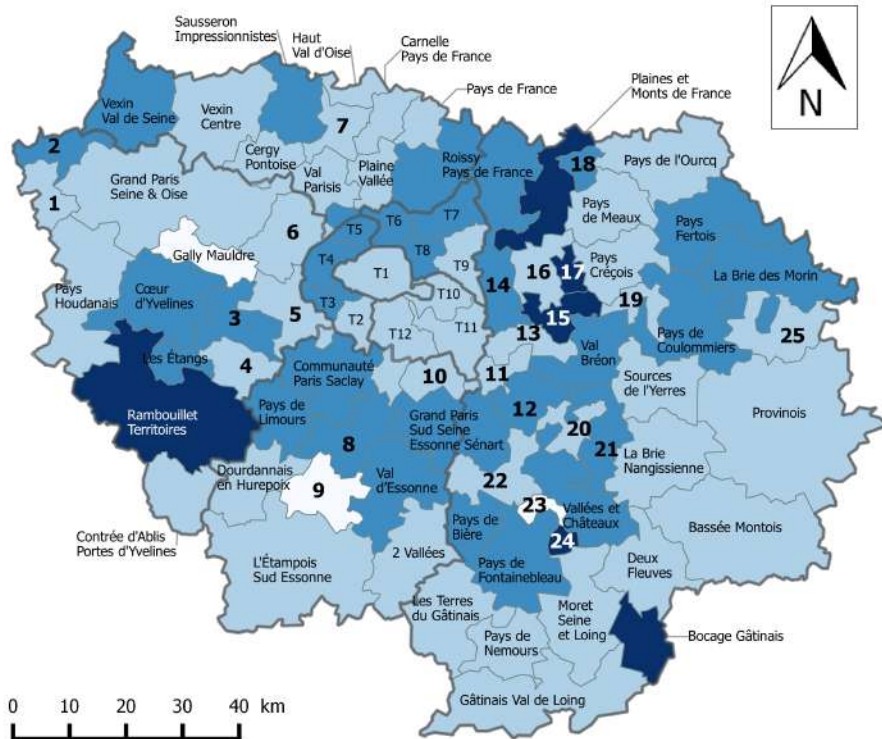 Sausseron
Impressionnistes
Haut
Val d'Oise
Carnelle
Pays de France
Pays de France
Plaines et
Monts de France
N
Vexin
Val de Seine
Vexin
Centre
7
Cergy
Pontoise
Val
Parisis
Plaine
Vallée
Roissy
Pays de France
18
Pays de l'Ourcq
2
1
Grand Paris
Seine & Oise
6
Gally Mauldre
T5
T6
T7
T4
T8
T9
T1
T3
T2
T10
T11
T12
Pays
de Meaux
Pays
Fertois
14
16
17
Pays
Créçois
La Brie des Morin
Pays
Houdanais
Cœur
d'Yvelines
3
5
13
15
19
25
Les Étangs
4
Communauté
Paris Saclay
10
11
Val
Bréon
Pays de
Coulommiers
Rambouillet
Territoires
Pays de
Limours
Grand Paris
Sud Seine
Essonne Sénart
12
Sources
de l'Yerres
Provinois
8
20
21
Dourdannais
en Hurepoix
9
Val
d'Essonne
22
La Brie
Nangissienne
23
Vallées et
Châteaux
24
Pays de
Bière
Bassée Montois
Contrée d'Ablis
Portes d'Yvelines
L'Étampois
Sud Essonne
2 Vallées
Pays de
Fontainebleau
Deux
Fleuves
Les Terres
du Gâtinais
Moret
Seine
et Loing
Pays de
Nemours
Bocage Gâtinais
Gâtinais Val de Loing
0 10 20 30 40 km